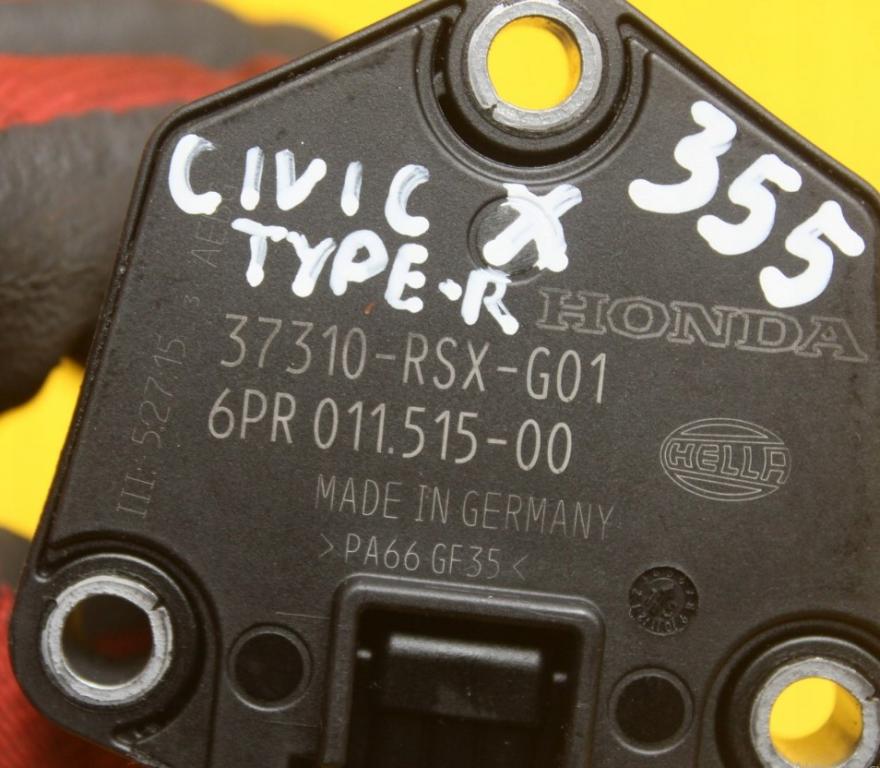 CIVIC X 355
TYPE-R
HONDA
37310-RSX-G01
6PR 011.515-00
HELLA
MADE IN GERMANY
>PA66 GF35<